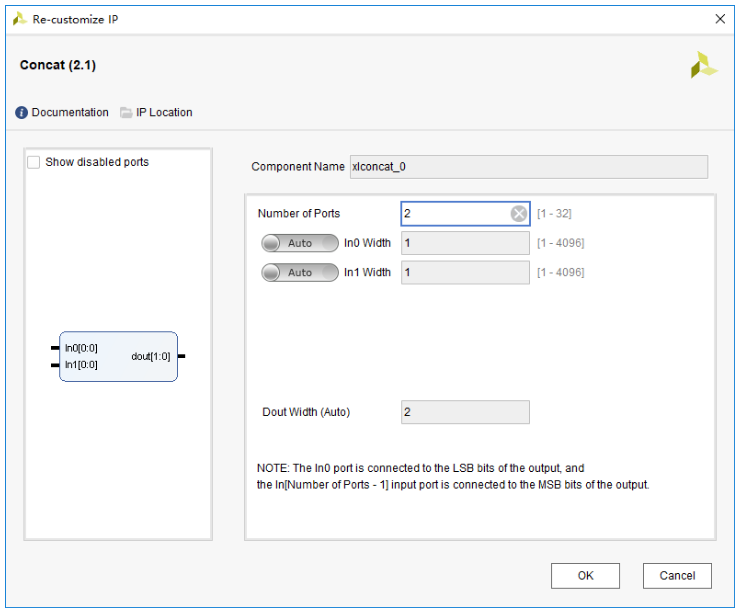 Re-customize IP
Concat (2.1)
Documentation IP Location
Show disabled ports
Component Name xlconcat_0
Number of Ports 2 [1 - 32]
Auto In0 Width 1 [1 - 4096]
Auto In1 Width 1 [1 - 4096]
In0[0:0]
dout[1:0]
In1[0:0]
Dout Width (Auto) 2
NOTE: The In0 port is connected to the LSB bits of the output, and
the In[Number of Ports - 1] input port is connected to the MSB bits of the output.
OK Cancel